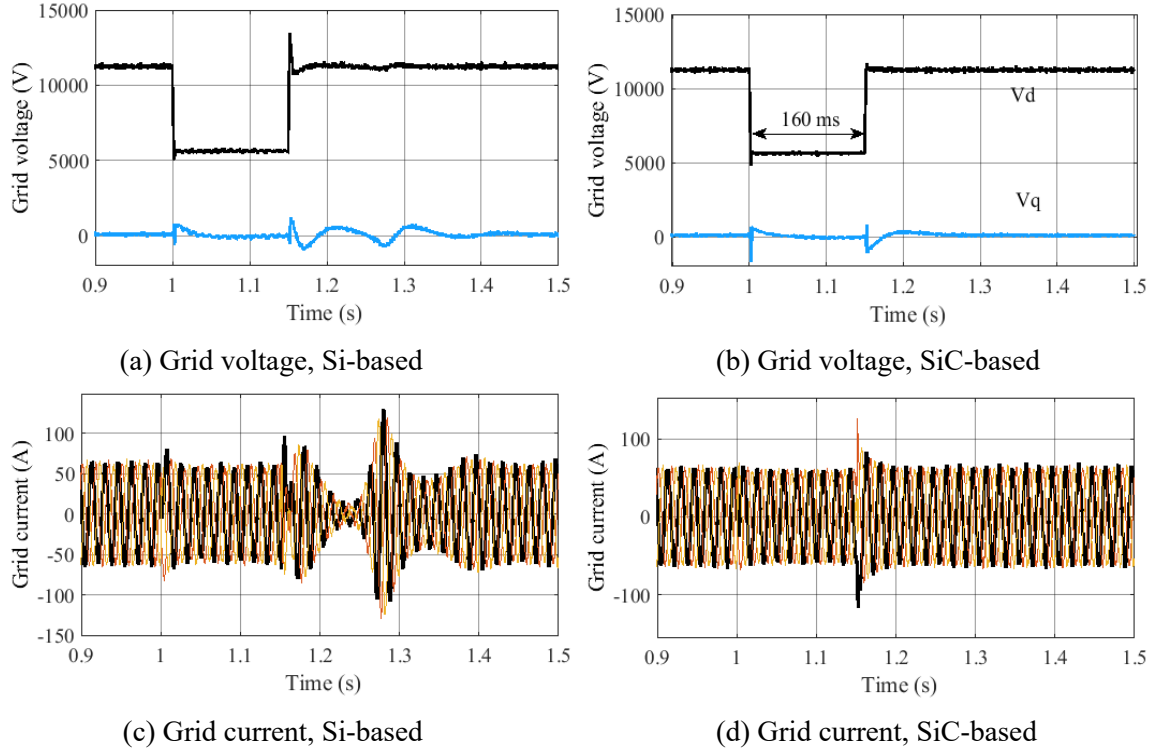 15000
10000
5000
0
Grid voltage (V)
0.9 1 1.1 1.2 1.3 1.4 1.5
Time (s)
(a) Grid voltage, Si-based
15000
10000
5000
0
Grid voltage (V)
Vd
160 ms
Vq
0.9 1 1.1 1.2 1.3 1.4 1.5
Time (s)
(b) Grid voltage, SiC-based
100
50
0
-50
-100
-150
Grid current (A)
0.9 1 1.1 1.2 1.3 1.4 1.5
Time (s)
(c) Grid current, Si-based
100
0
-100
Grid current (A)
0.9 1 1.1 1.2 1.3 1.4 1.5
Time (s)
(d) Grid current, SiC-based